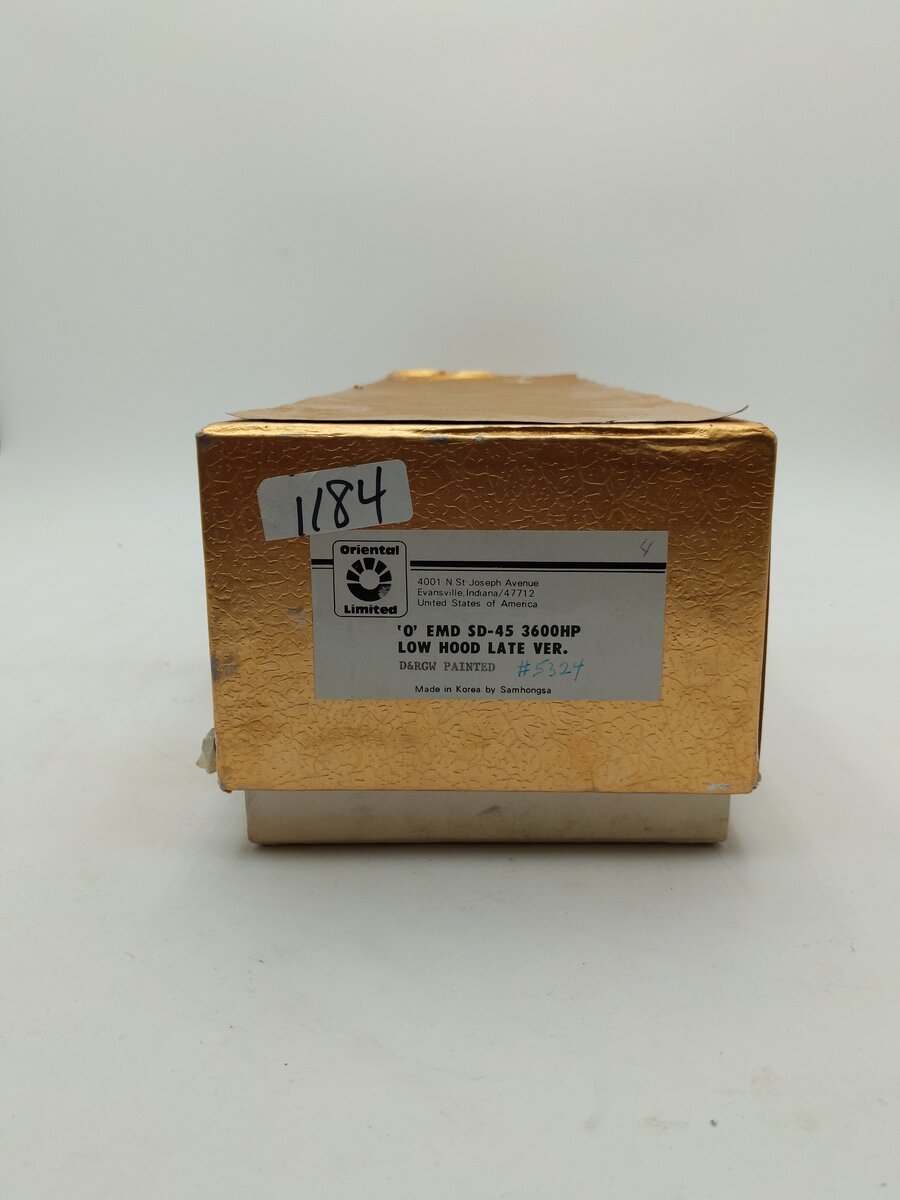 1184
Oriental
Limited
4
4001 N St Joseph Avenue
Evansville, Indiana/47712
United States of America
'O' EMD SD-45 3600HP
LOW HOOD LATE VER.
D&RGW PAINTED #5324
Made in Korea by Samhongsa